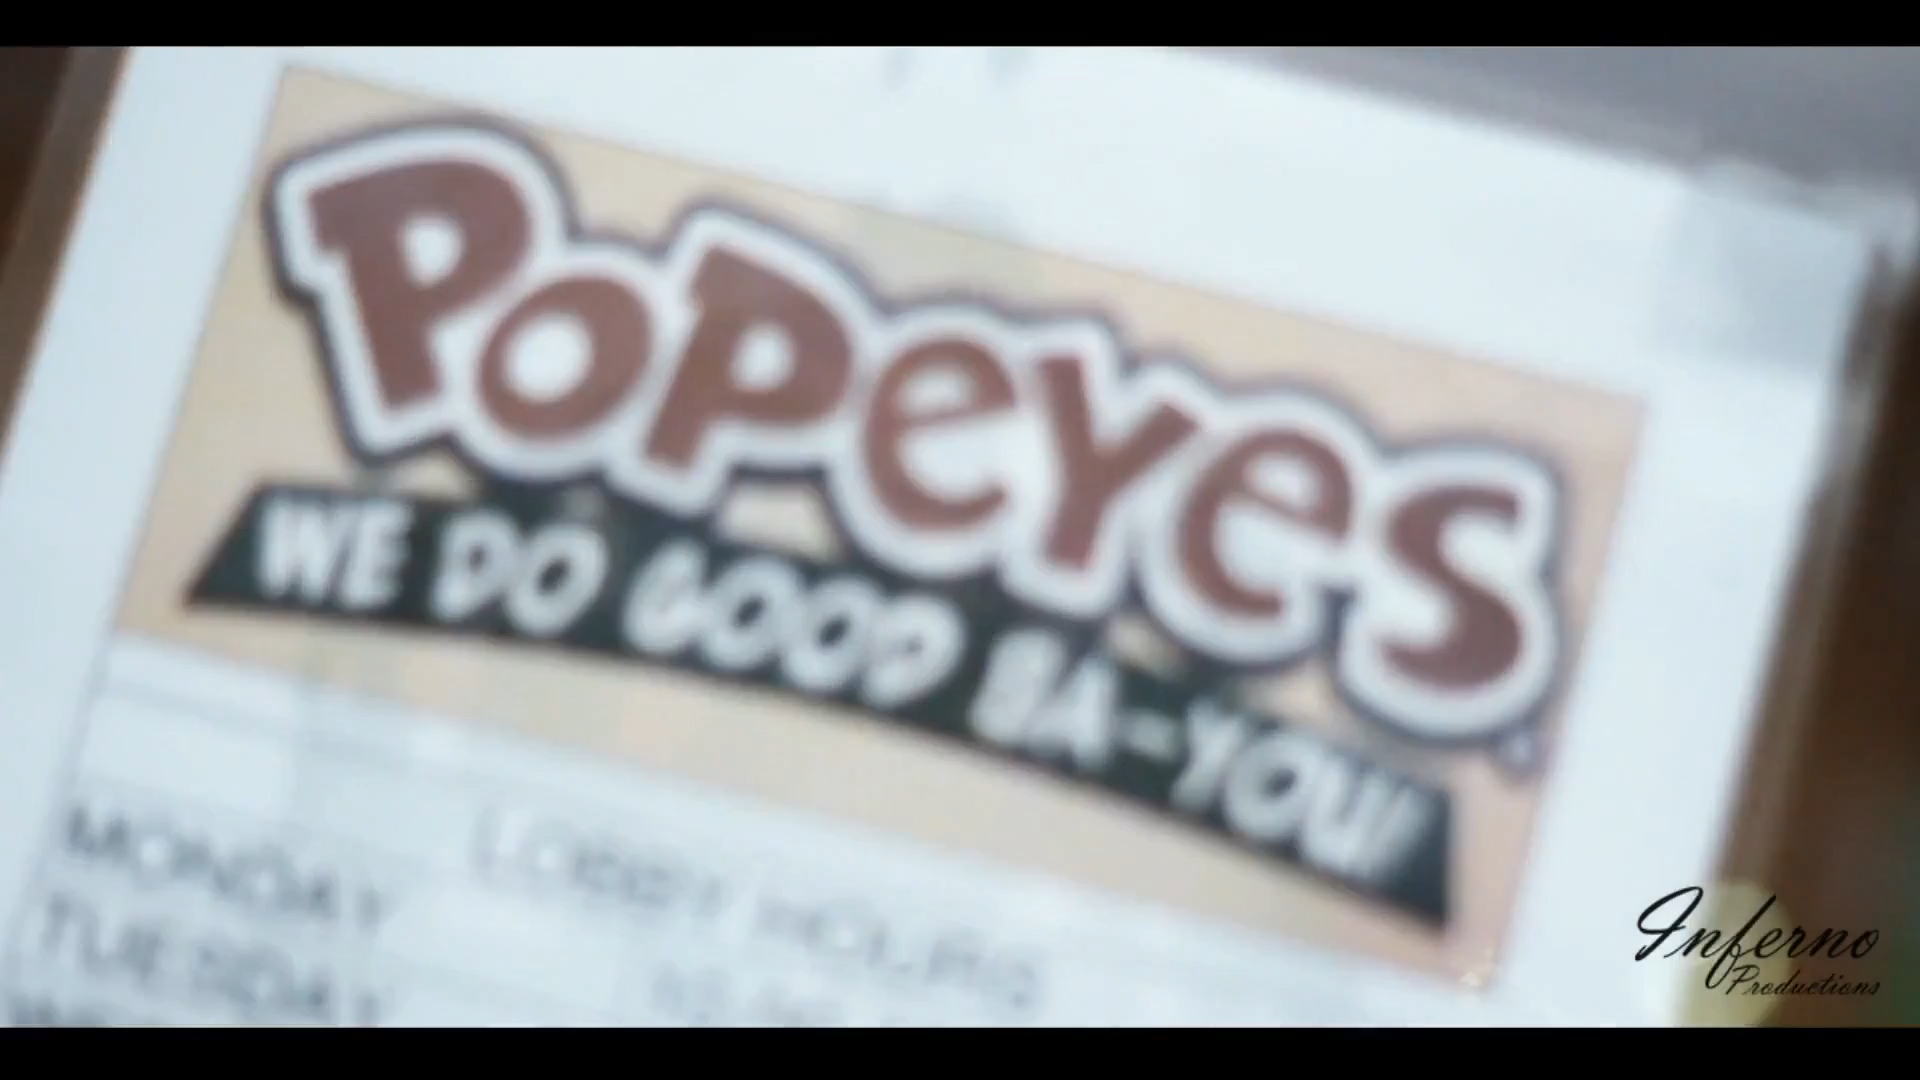 POPEYES
WE DO GOOD BA-YOU!
LOBBY HOURS
MONDAY
TUESDAY
Inferno
Productions